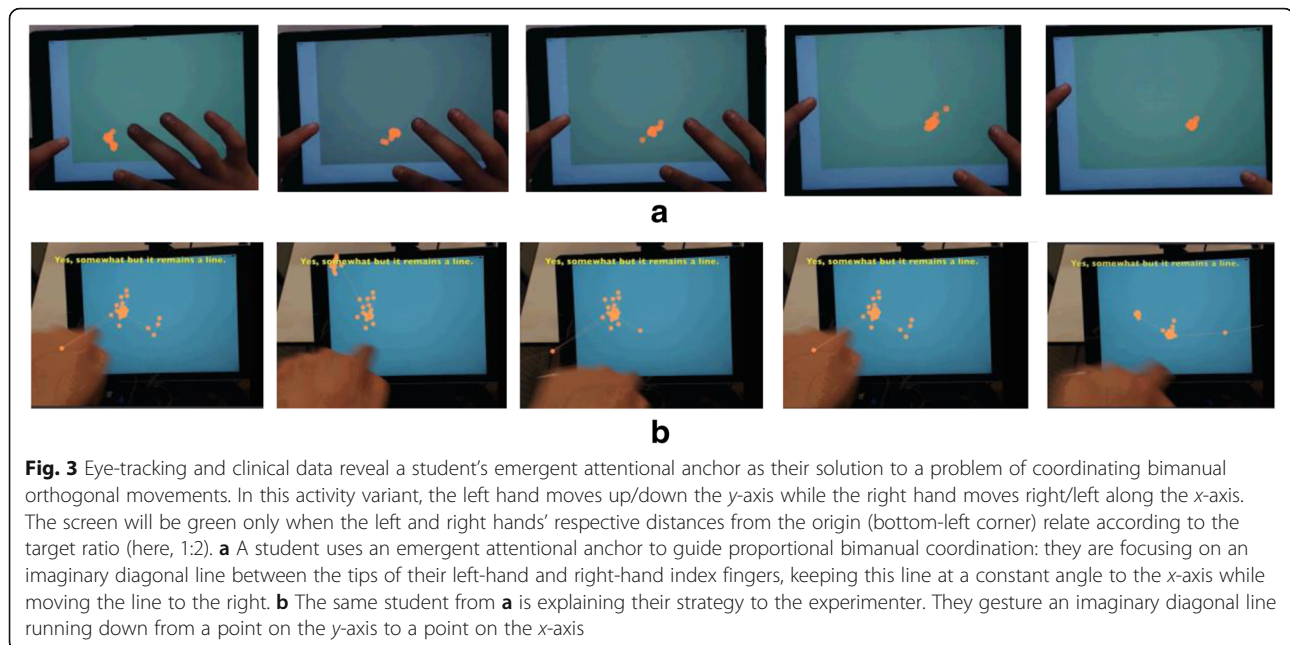 a
Yes, somewhat but it remains a line.
Yes, somewhat but it remains a line.
Yes, somewhat but it remains a line.
Yes, somewhat but it remains a line.
Yes, somewhat but it remains a line.
b
Fig. 3 Eye-tracking and clinical data reveal a student's emergent attentional anchor as their solution to a problem of coordinating bimanual
orthogonal movements. In this activity variant, the left hand moves up/down the y-axis while the right hand moves right/left along the x-axis.
The screen will be green only when the left and right hands' respective distances from the origin (bottom-left corner) relate according to the
target ratio (here, 1:2). a A student uses an emergent attentional anchor to guide proportional bimanual coordination: they are focusing on an
imaginary diagonal line between the tips of their left-hand and right-hand index fingers, keeping this line at a constant angle to the x-axis while
moving the line to the right. b The same student from a is explaining their strategy to the experimenter. They gesture an imaginary diagonal line
running down from a point on the y-axis to a point on the x-axis